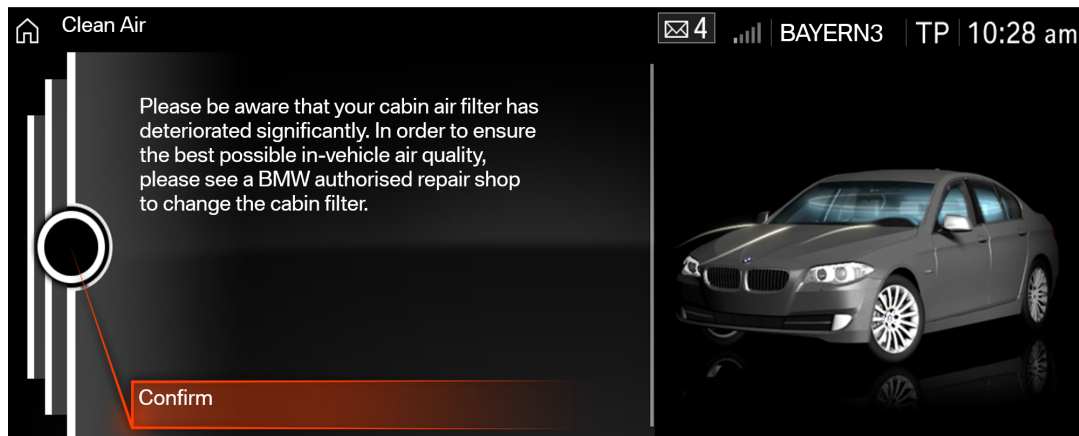 Clean Air
4
BAYERN3
TP
10:28 am
Please be aware that your cabin air filter has
deteriorated significantly. In order to ensure
the best possible in-vehicle air quality,
please see a BMW authorised repair shop
to change the cabin filter.
Confirm